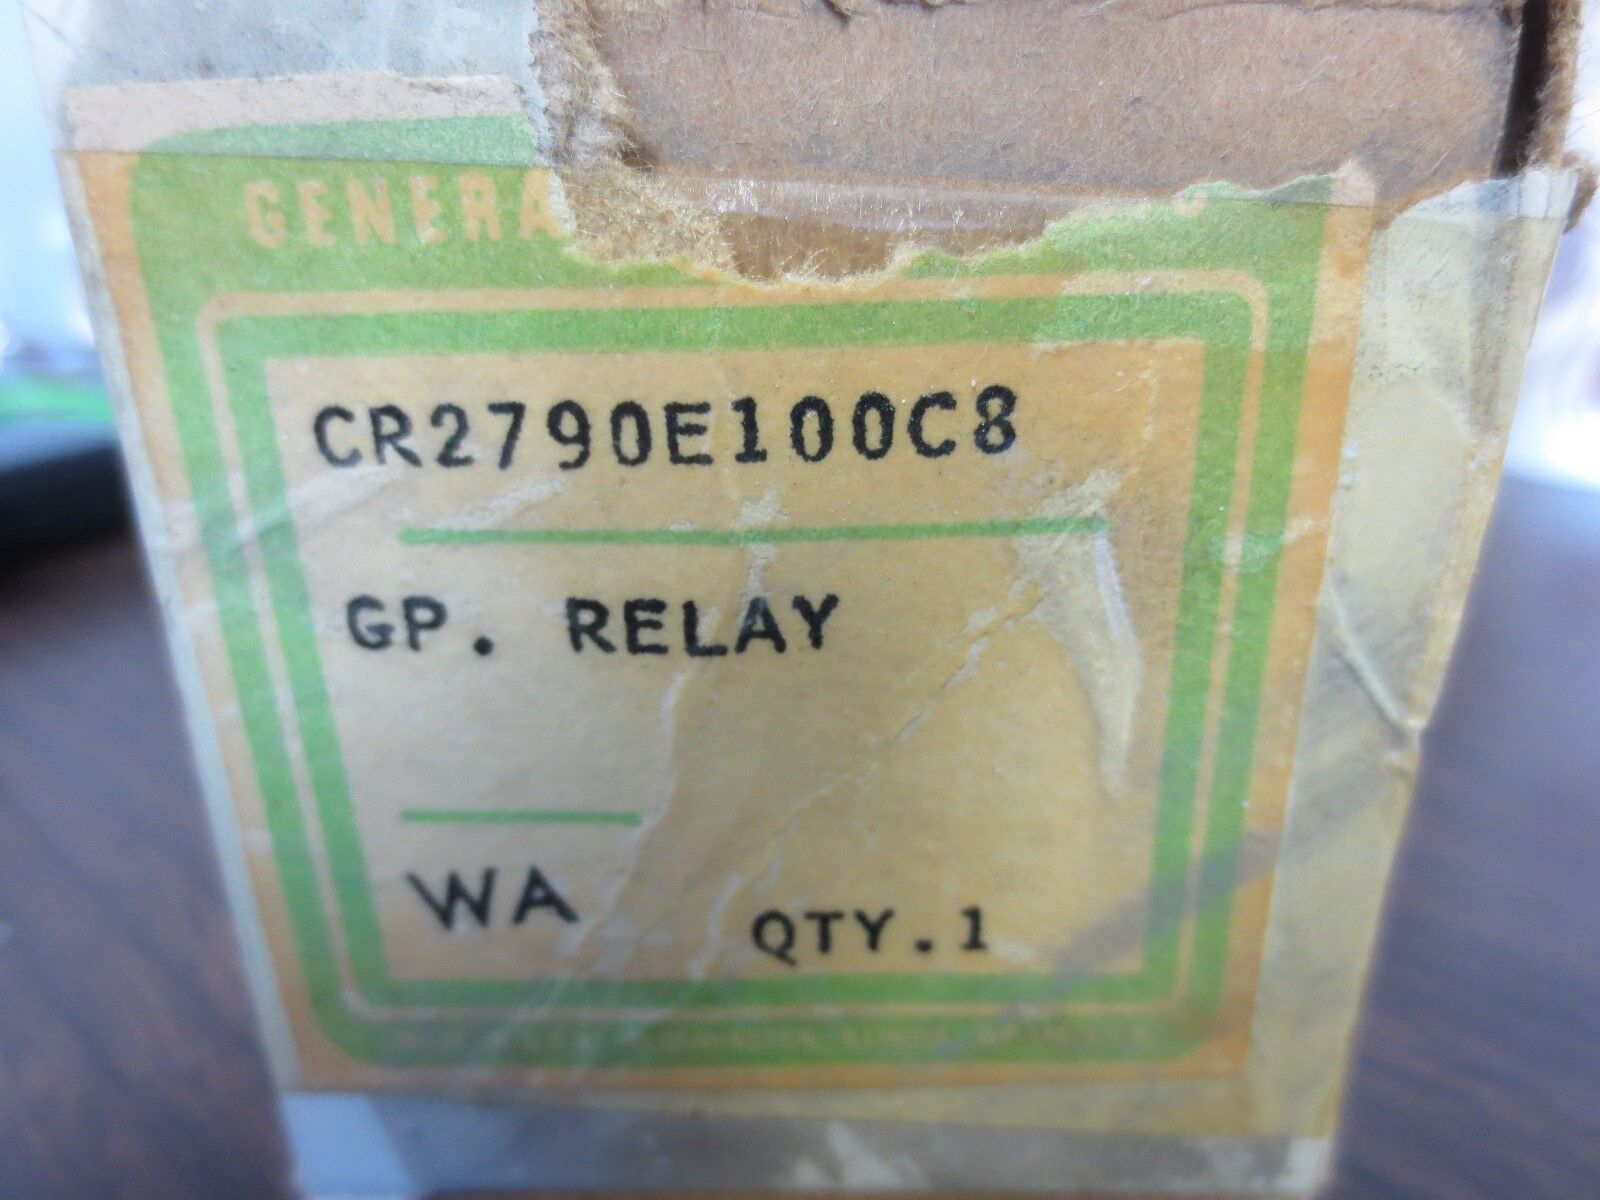 GENERA
CR2790E100C8
GP. RELAY
WA
QTY.1